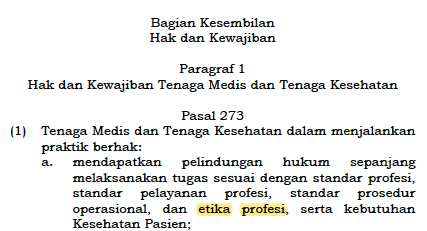 Bagian Kesembilan
Hak dan Kewajiban
Paragraf 1
Hak dan Kewajiban Tenaga Medis dan Tenaga Kesehatan
Pasal 273
(1) Tenaga Medis dan Tenaga Kesehatan dalam menjalankan
praktik berhak:
a. mendapatkan pelindungan hukum sepanjang
melaksanakan tugas sesuai dengan standar profesi,
standar pelayanan profesi, standar prosedur
operasional, dan etika profesi, serta kebutuhan
Kesehatan Pasien;